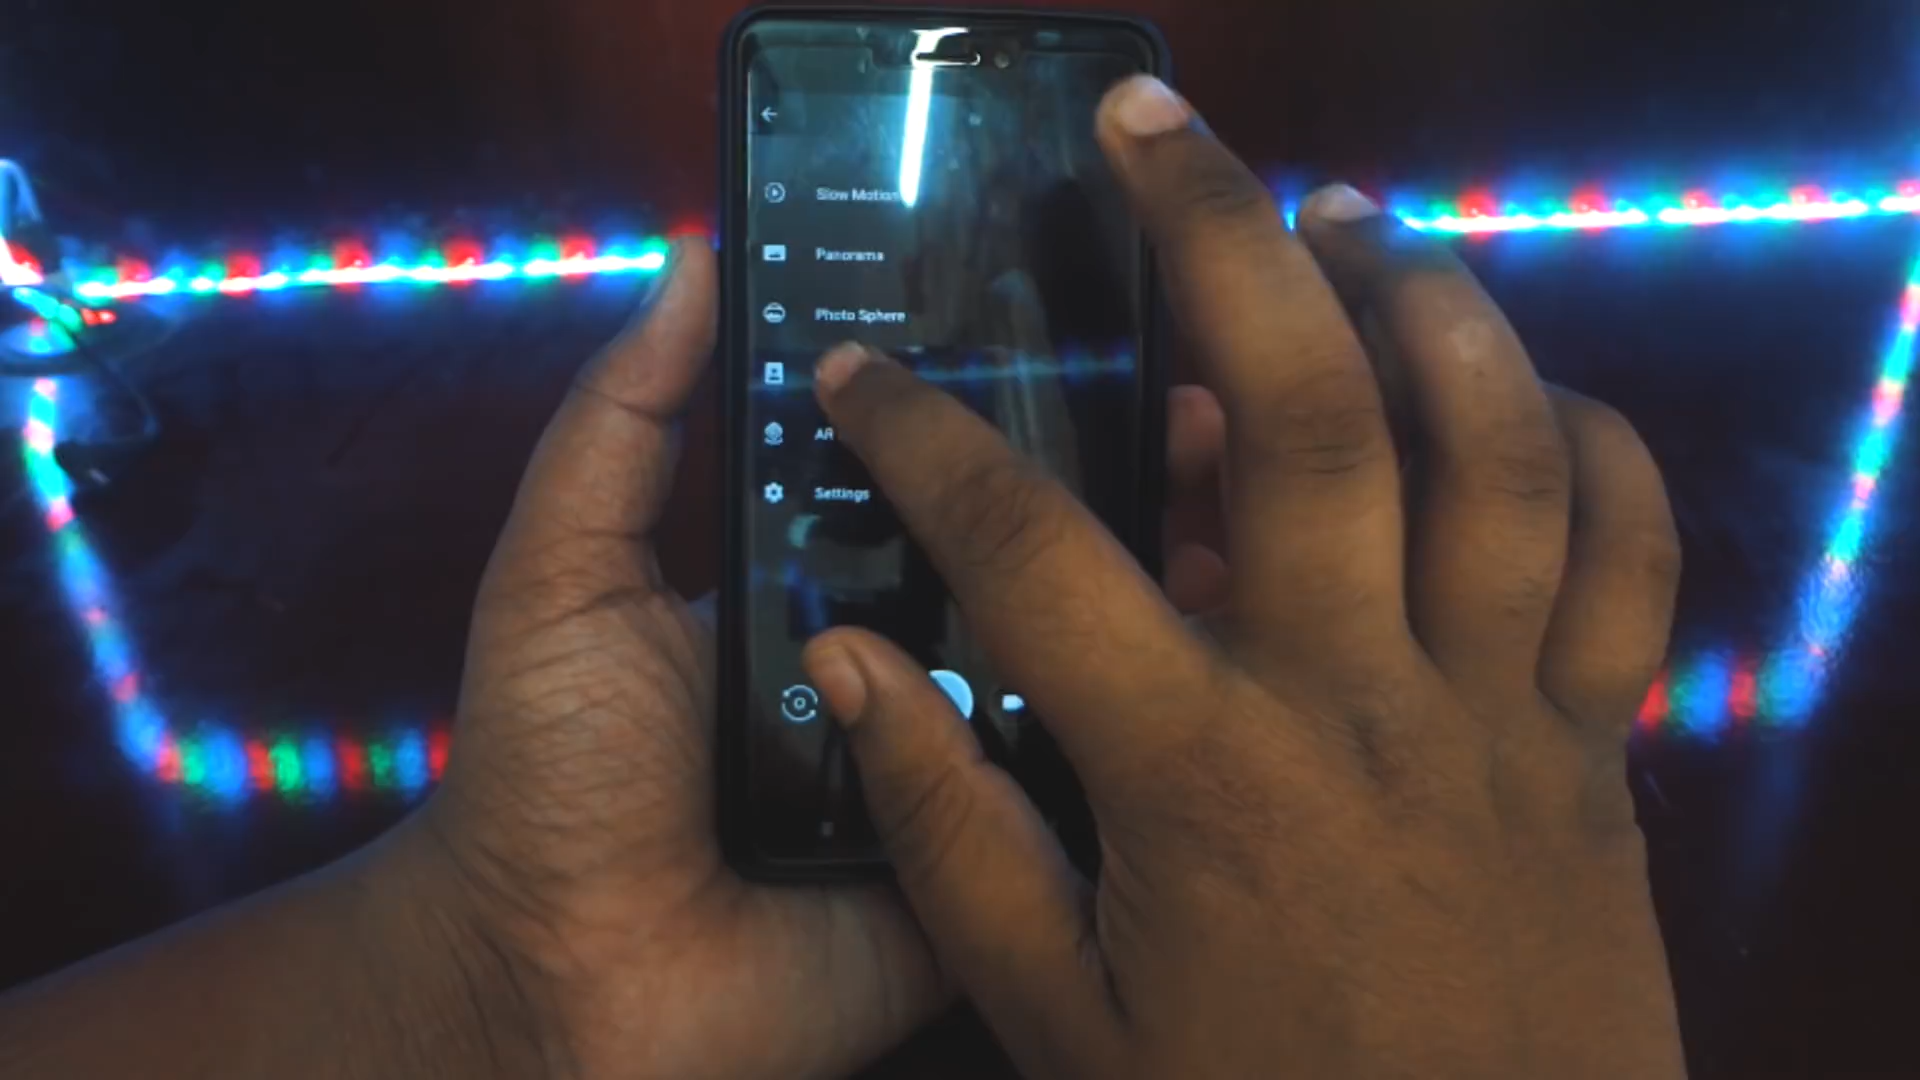 Slow Motion
Panorama
Photo Sphere
AR
Settings